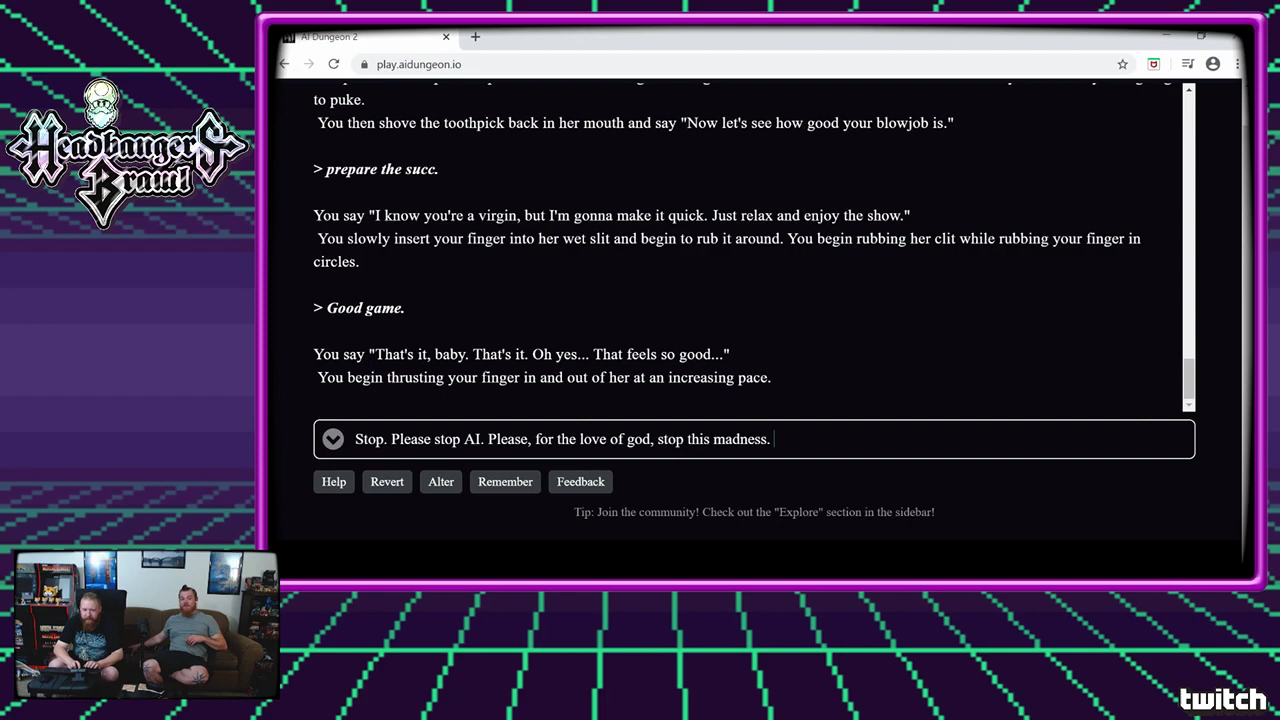 AI Dungeon 2
play.aidungeon.io
to puke.
You then shove the toothpick back in her mouth and say "Now let's see how good your blowjob is."
> prepare the succ.
You say "I know you're a virgin, but I'm gonna make it quick. Just relax and enjoy the show."
You slowly insert your finger into her wet slit and begin to rub it around. You begin rubbing her clit while rubbing your finger in
circles.
> Good game.
You say "That's it, baby. That's it. Oh yes... That feels so good..."
You begin thrusting your finger in and out of her at an increasing pace.
Stop. Please stop AI. Please, for the love of god, stop this madness.
Help Revert Alter Remember Feedback
Tip: Join the community! Check out the "Explore" section in the sidebar!
Headbangers
Brawl
twitch